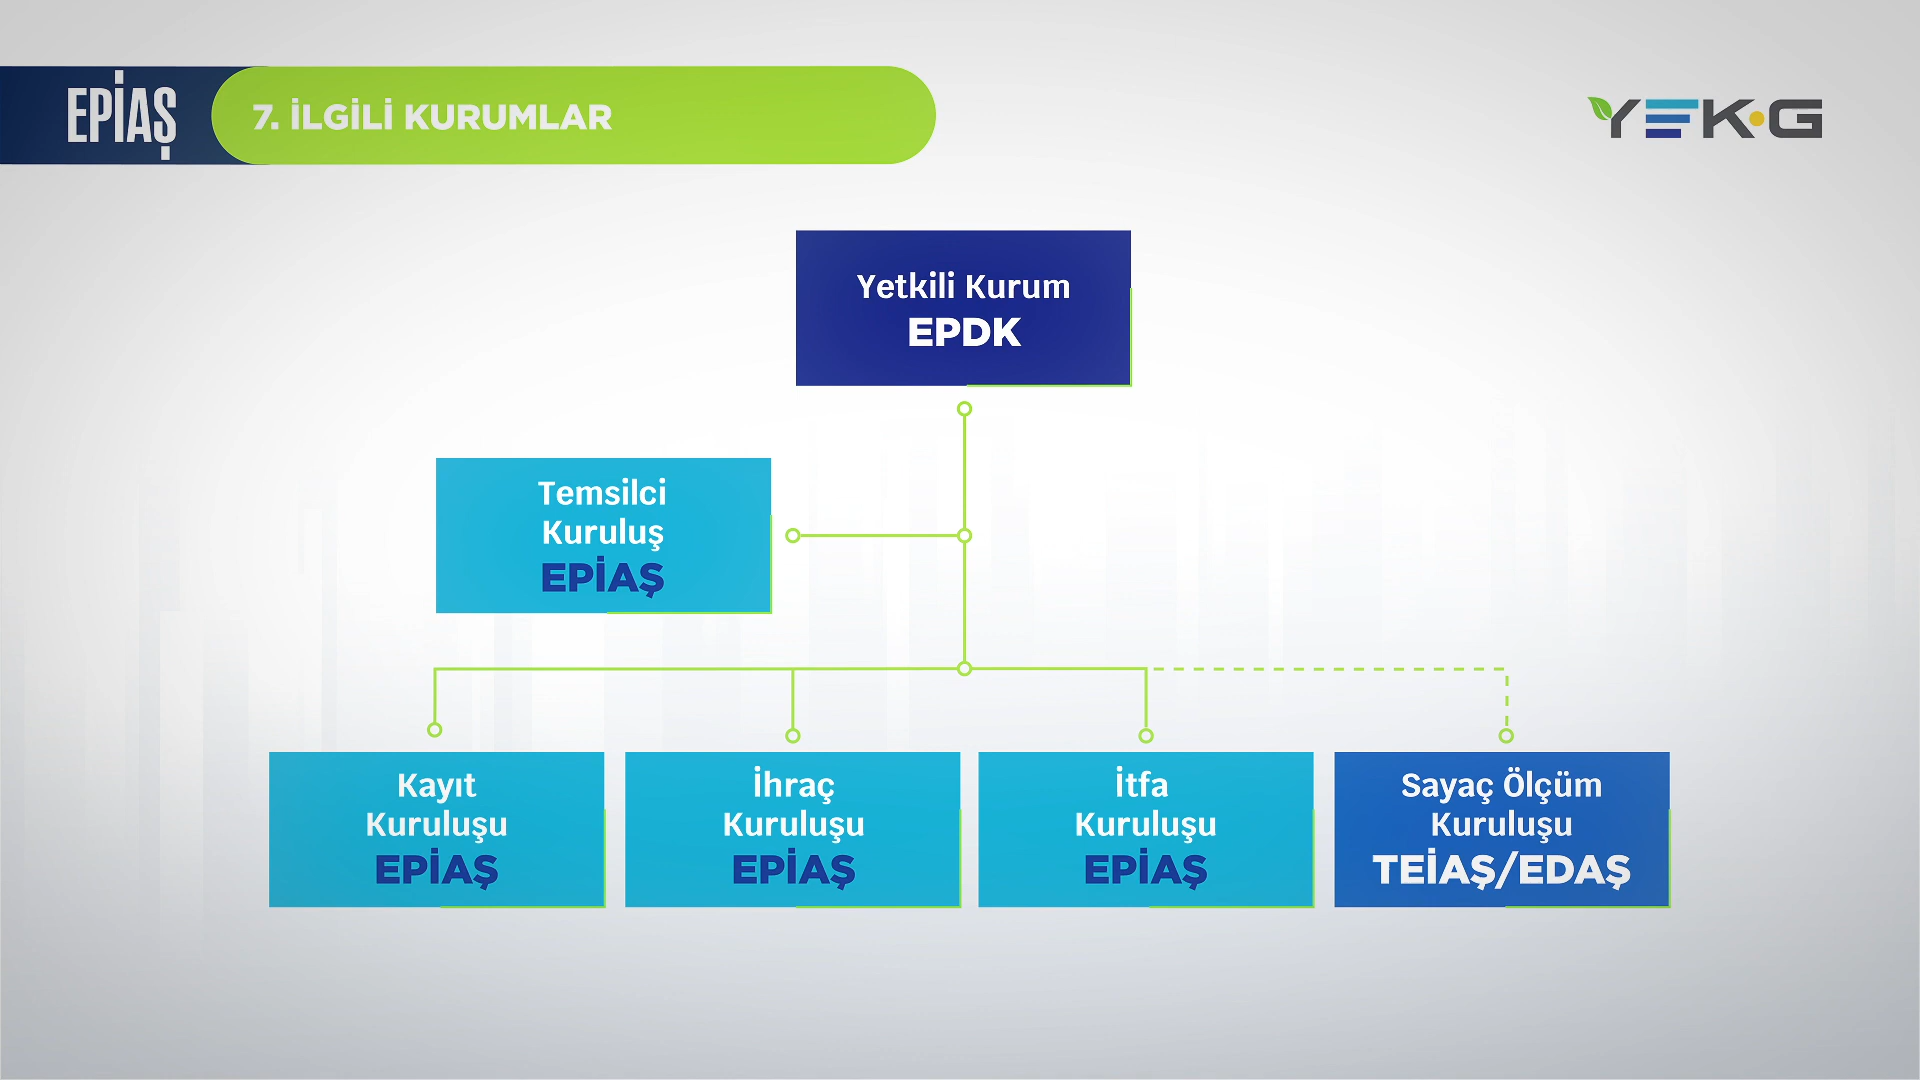 EPİAŞ
7. İLGİLİ KURUMLAR
YEK·G
Yetkili Kurum
EPDK
Temsilci
Kuruluş
EPİAŞ
Kayıt
Kuruluşu
EPİAŞ
İhraç
Kuruluşu
EPİAŞ
İtfa
Kuruluşu
EPİAŞ
Sayaç Ölçüm
Kuruluşu
TEİAŞ/EDAŞ